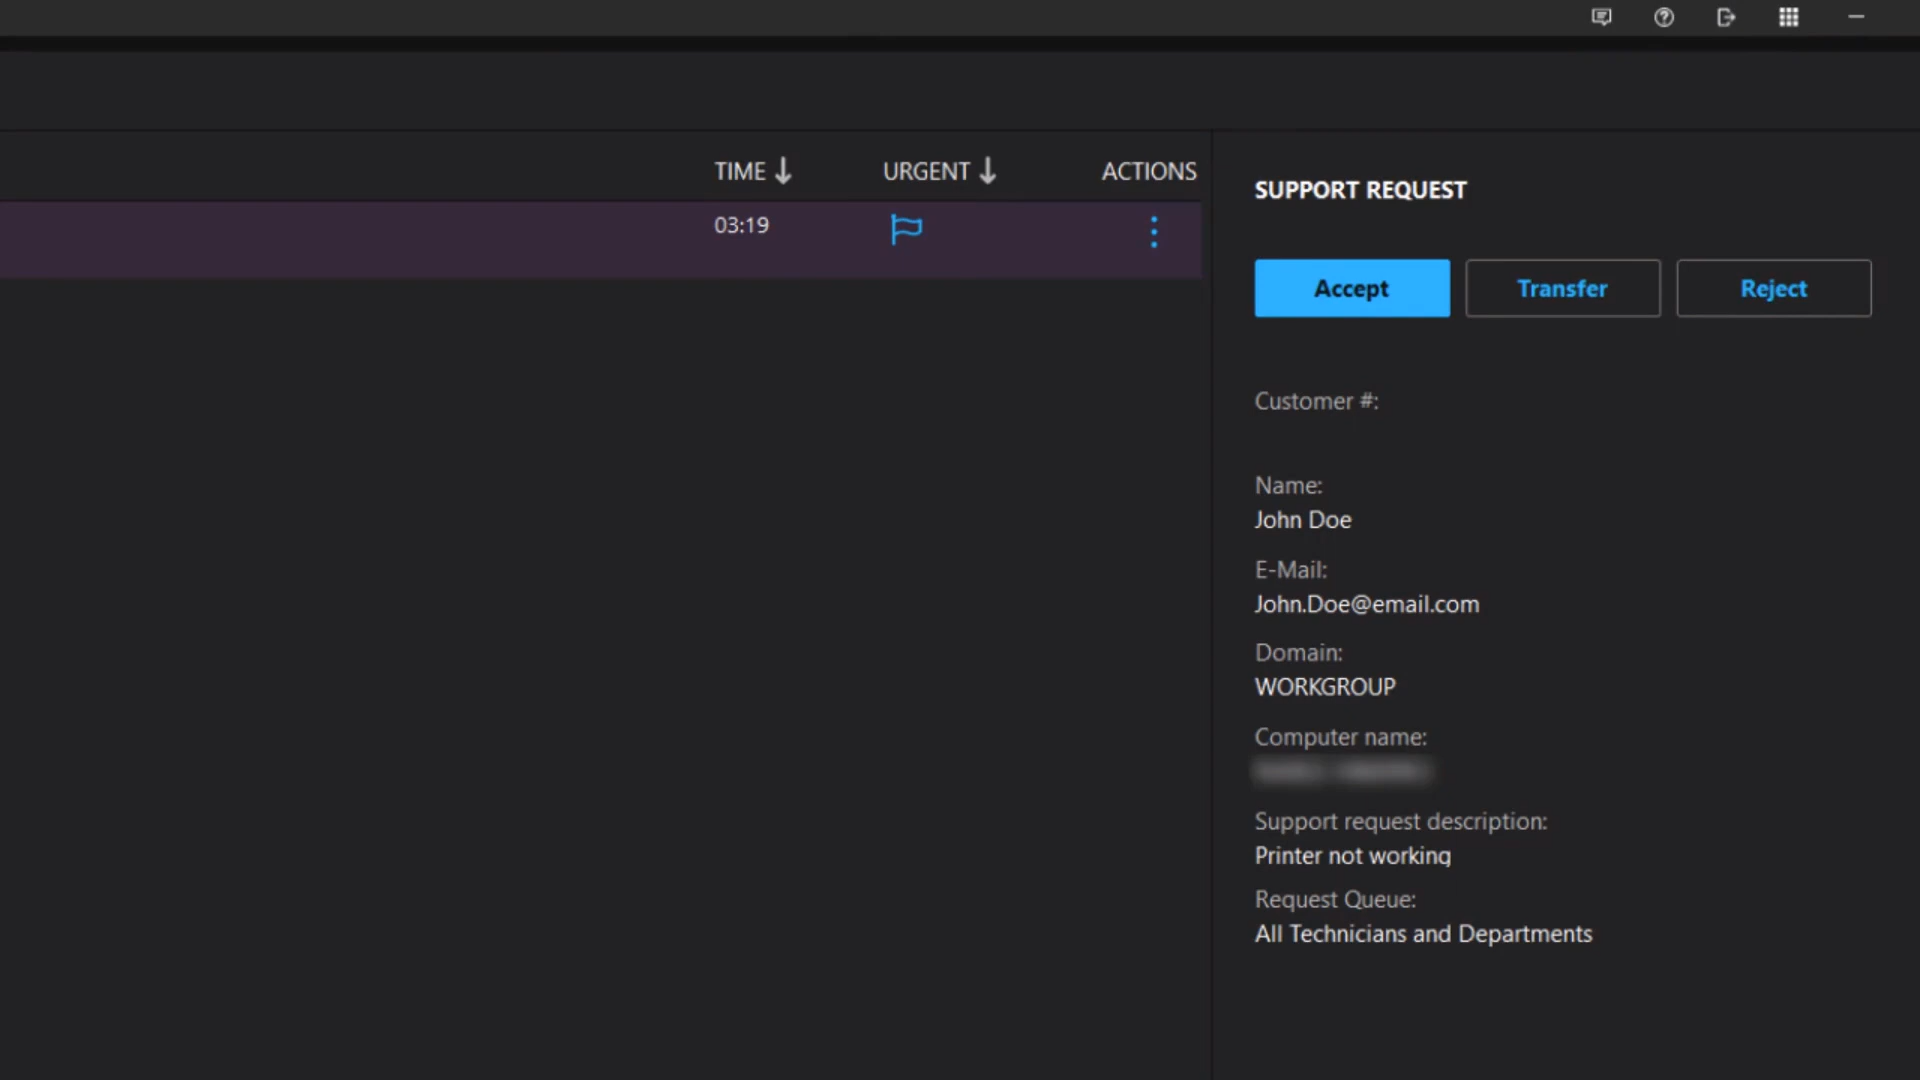 TIME URGENT ACTIONS
03:19
SUPPORT REQUEST
Accept Transfer Reject
Customer #:
Name:
John Doe
E-Mail:
John.Doe@email.com
Domain:
WORKGROUP
Computer name:
Support request description:
Printer not working
Request Queue:
All Technicians and Departments